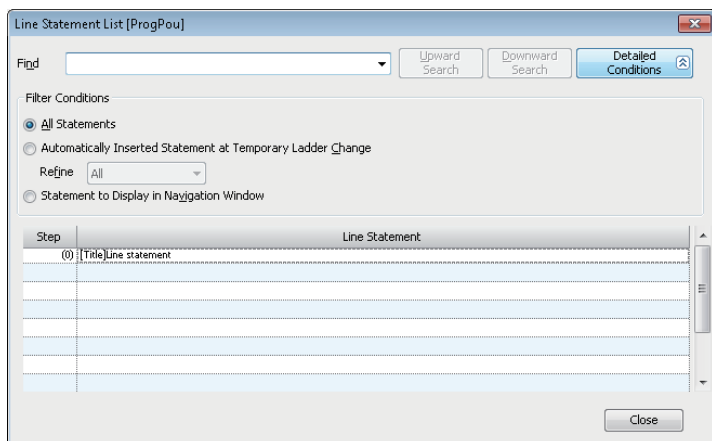 Line Statement List [ProgPou]
Find
Upward
Search
Downward
Search
Detailed
Conditions
Filter Conditions
All Statements
Automatically Inserted Statement at Temporary Ladder Change
Refine All
Statement to Display in Navigation Window
Step Line Statement
(0) [Title]Line statement
Close